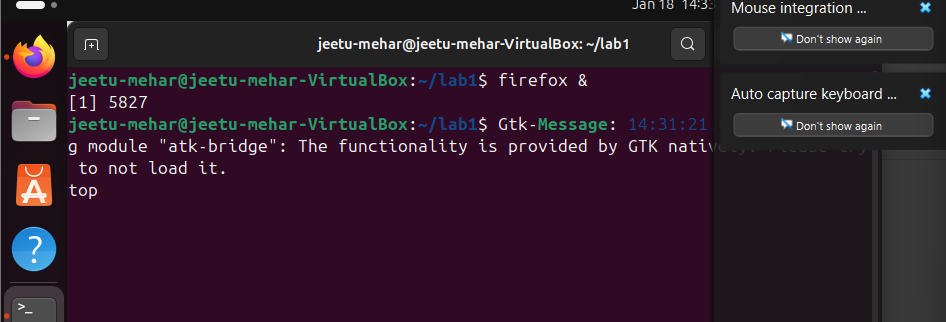 Jan 18 14:33
Mouse integration ...
Don't show again
jeetu-mehar@jeetu-mehar-VirtualBox: ~/lab1
jeetu-mehar@jeetu-mehar-VirtualBox:~/lab1$ firefox &
[1] 5827
Auto capture keyboard ...
Don't show again
jeetu-mehar@jeetu-mehar-VirtualBox:~/lab1$ Gtk-Message: 14:31:21
g module "atk-bridge": The functionality is provided by GTK natively. Please try
to not load it.
top
>_